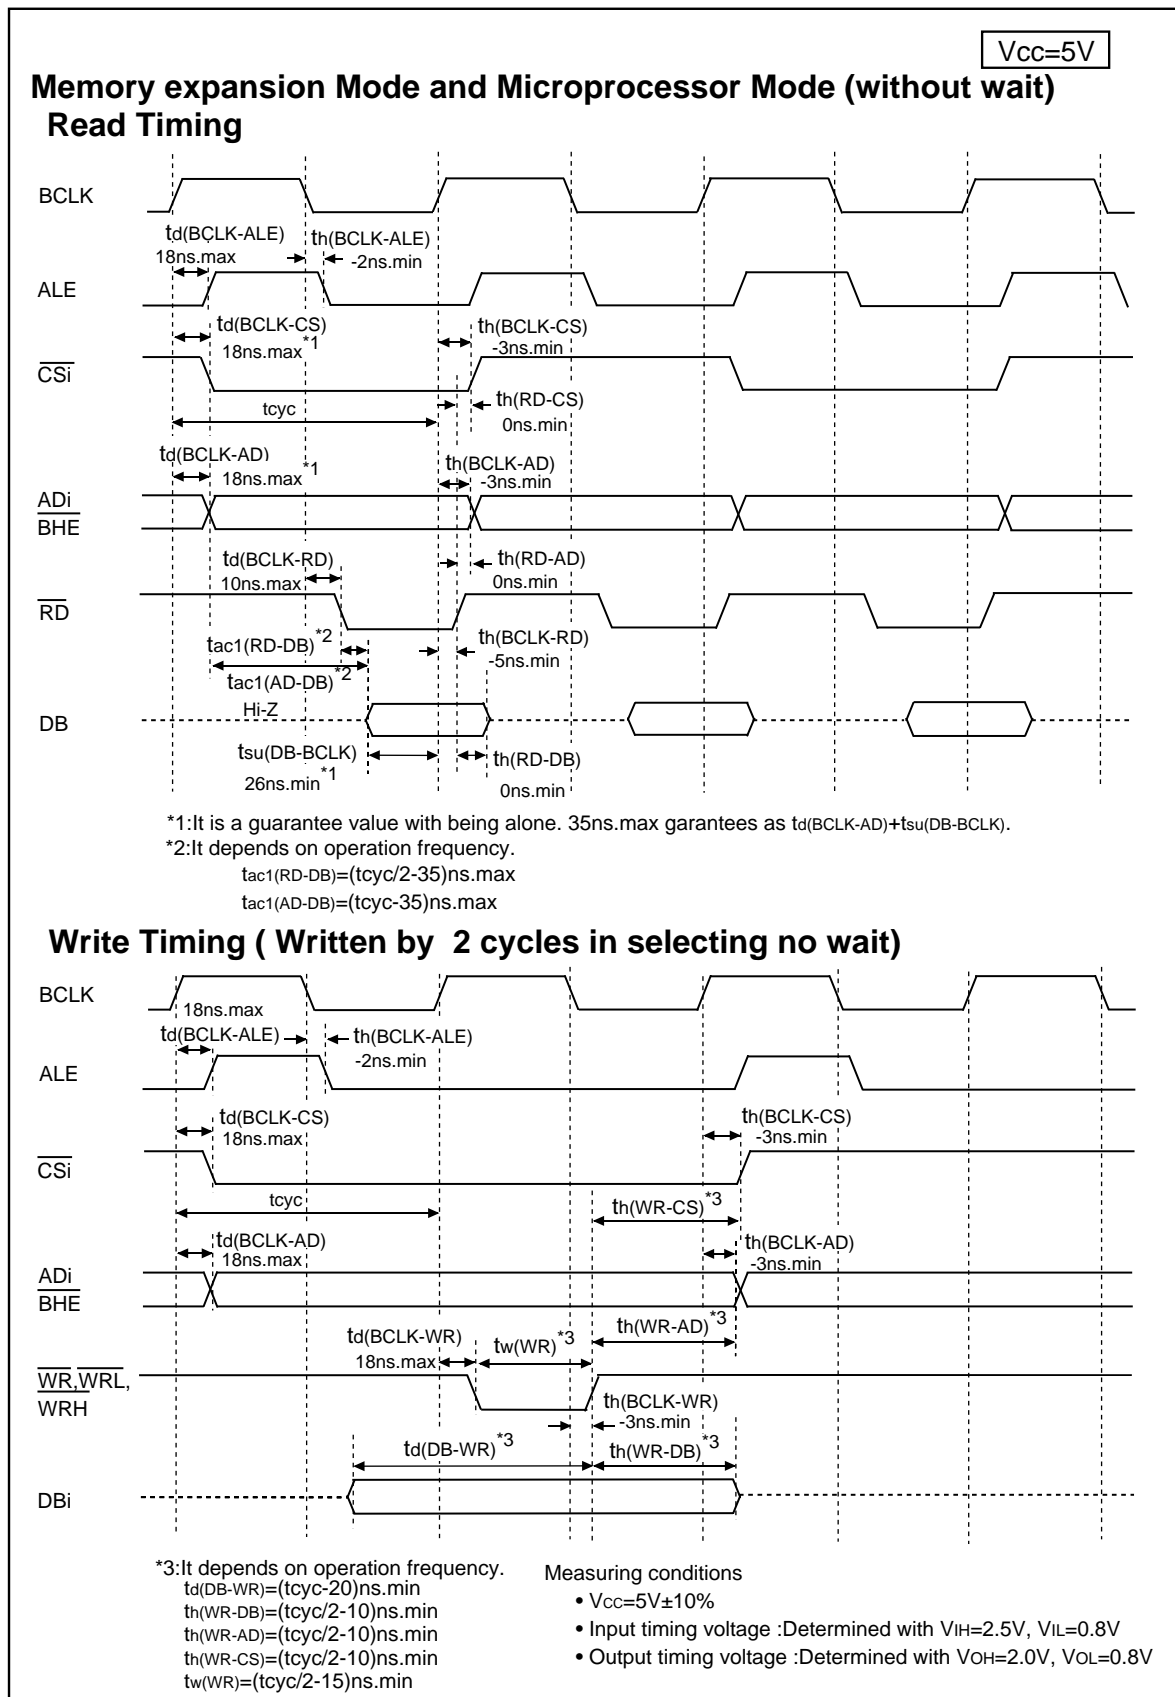 Vcc=5V
Memory expansion Mode and Microprocessor Mode (without wait)
Read Timing
BCLK
td(BCLK-ALE)
18ns.max
th(BCLK-ALE)
-2ns.min
ALE
td(BCLK-CS)
18ns.max*1
th(BCLK-CS)
-3ns.min
CSi
tcyc
th(RD-CS)
0ns.min
td(BCLK-AD)
18ns.max*1
th(BCLK-AD)
-3ns.min
ADi
BHE
td(BCLK-RD)
10ns.max
th(RD-AD)
0ns.min
RD
tac1(RD-DB)*2
th(BCLK-RD)
-5ns.min
tac1(AD-DB)*2
Hi-Z
DB
tsu(DB-BCLK)
26ns.min*1
th(RD-DB)
0ns.min
*1:It is a guarantee value with being alone. 35ns.max garantees as td(BCLK-AD)+tsu(DB-BCLK).
*2:It depends on operation frequency.
tac1(RD-DB)=(tcyc/2-35)ns.max
tac1(AD-DB)=(tcyc-35)ns.max
Write Timing ( Written by 2 cycles in selecting no wait)
BCLK
18ns.max
td(BCLK-ALE)
th(BCLK-ALE)
-2ns.min
ALE
td(BCLK-CS)
18ns.max
th(BCLK-CS)
-3ns.min
CSi
tcyc
th(WR-CS)*3
td(BCLK-AD)
18ns.max
th(BCLK-AD)
-3ns.min
ADi
BHE
td(BCLK-WR)
18ns.max
tw(WR)*3
th(WR-AD)*3
WR,WRL,
WRH
th(BCLK-WR)
-3ns.min
td(DB-WR)*3
th(WR-DB)*3
DBi
*3:It depends on operation frequency.
td(DB-WR)=(tcyc-20)ns.min
th(WR-DB)=(tcyc/2-10)ns.min
th(WR-AD)=(tcyc/2-10)ns.min
th(WR-CS)=(tcyc/2-10)ns.min
tw(WR)=(tcyc/2-15)ns.min
Measuring conditions
• VCC=5V±10%
• Input timing voltage :Determined with VIH=2.5V, VIL=0.8V
• Output timing voltage :Determined with VOH=2.0V, VOL=0.8V